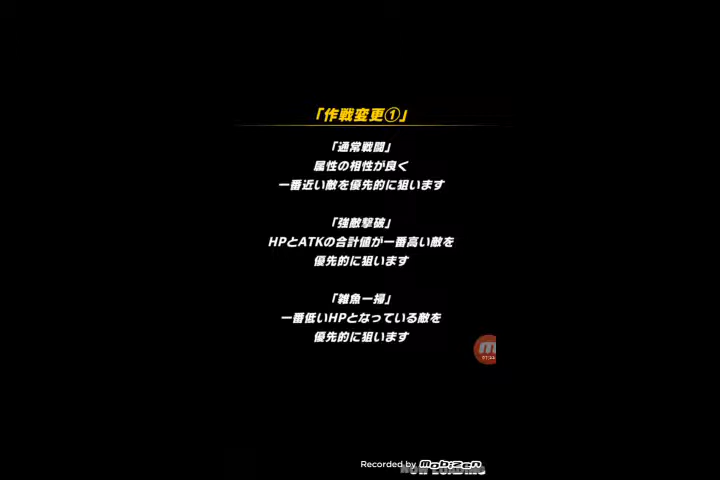 「作戦変更①」
「通常戦闘」
属性の相性が良く
一番近い敵を優先的に狙います
「強敵撃破」
HPとATKの合計値が一番高い敵を
優先的に狙います
「雑魚一掃」
一番低いHPとなっている敵を
優先的に狙います
Recorded by mobizen
NOW LOADING